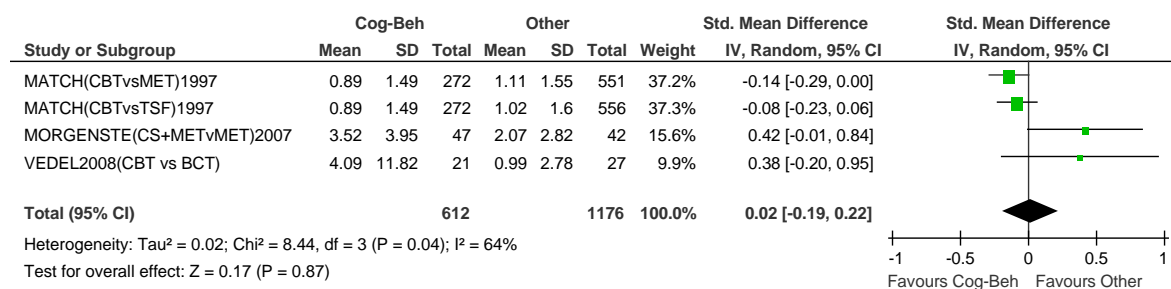 Cog-Beh Other Std. Mean Difference Std. Mean Difference
Study or Subgroup Mean SD Total Mean SD Total Weight IV, Random, 95% CI IV, Random, 95% CI
MATCH(CBTvsMET)1997 0.89 1.49 272 1.11 1.55 551 37.2% -0.14 [-0.29, 0.00]
MATCH(CBTvsTSF)1997 0.89 1.49 272 1.02 1.6 556 37.3% -0.08 [-0.23, 0.06]
MORGENSTE(CS+METvMET)2007 3.52 3.95 47 2.07 2.82 42 15.6% 0.42 [-0.01, 0.84]
VEDEL2008(CBT vs BCT) 4.09 11.82 21 0.99 2.78 27 9.9% 0.38 [-0.20, 0.95]
Total (95% CI) 612 1176 100.0% 0.02 [-0.19, 0.22]
Heterogeneity: Tau² = 0.02; Chi² = 8.44, df = 3 (P = 0.04); I² = 64%
Test for overall effect: Z = 0.17 (P = 0.87)
-1 -0.5 0 0.5 1
Favours Cog-Beh Favours Other